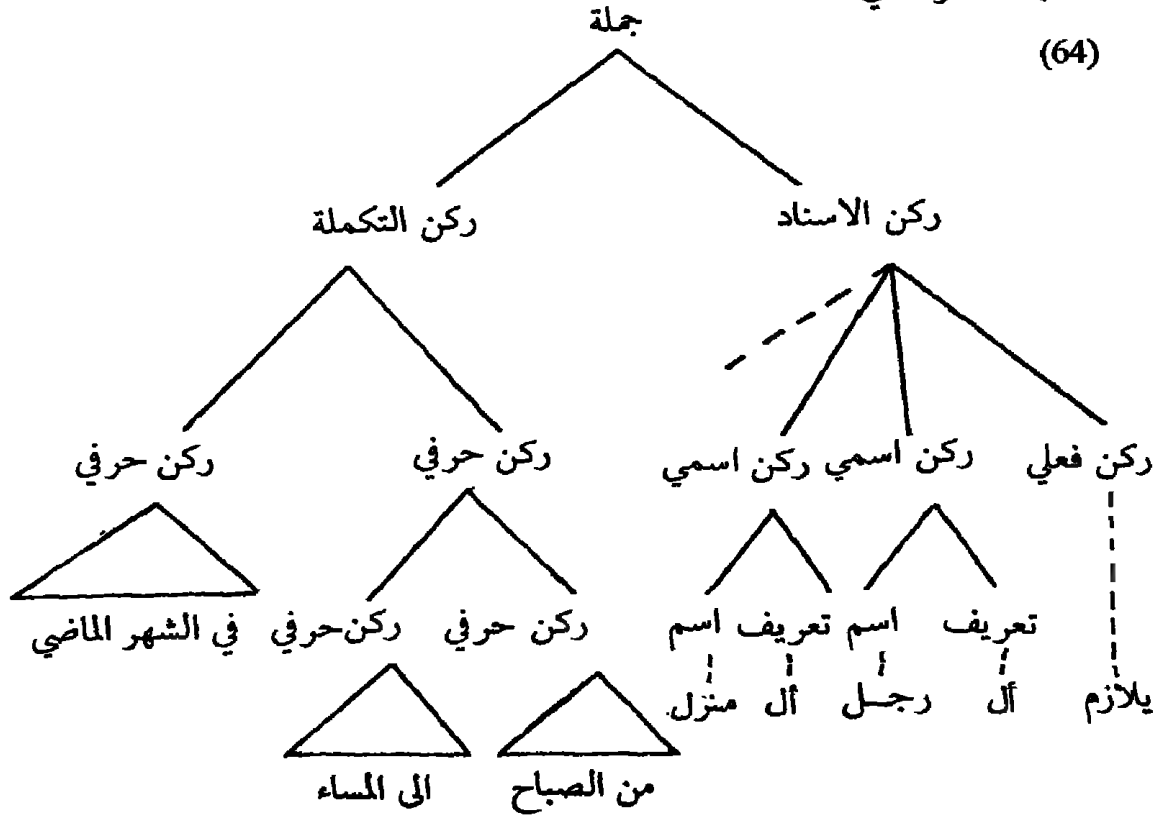 جملة
(64)
ركن الاسناد ركن التكملة
ركن فعلي ركن اسمي ركن اسمي ركن حرفي ركن حرفي
تعريف اسم تعريف اسم ركن حرفي ركن حرفي في الشهر الماضي
يلازم أل رجل أل منزل
من الصباح الى المساء